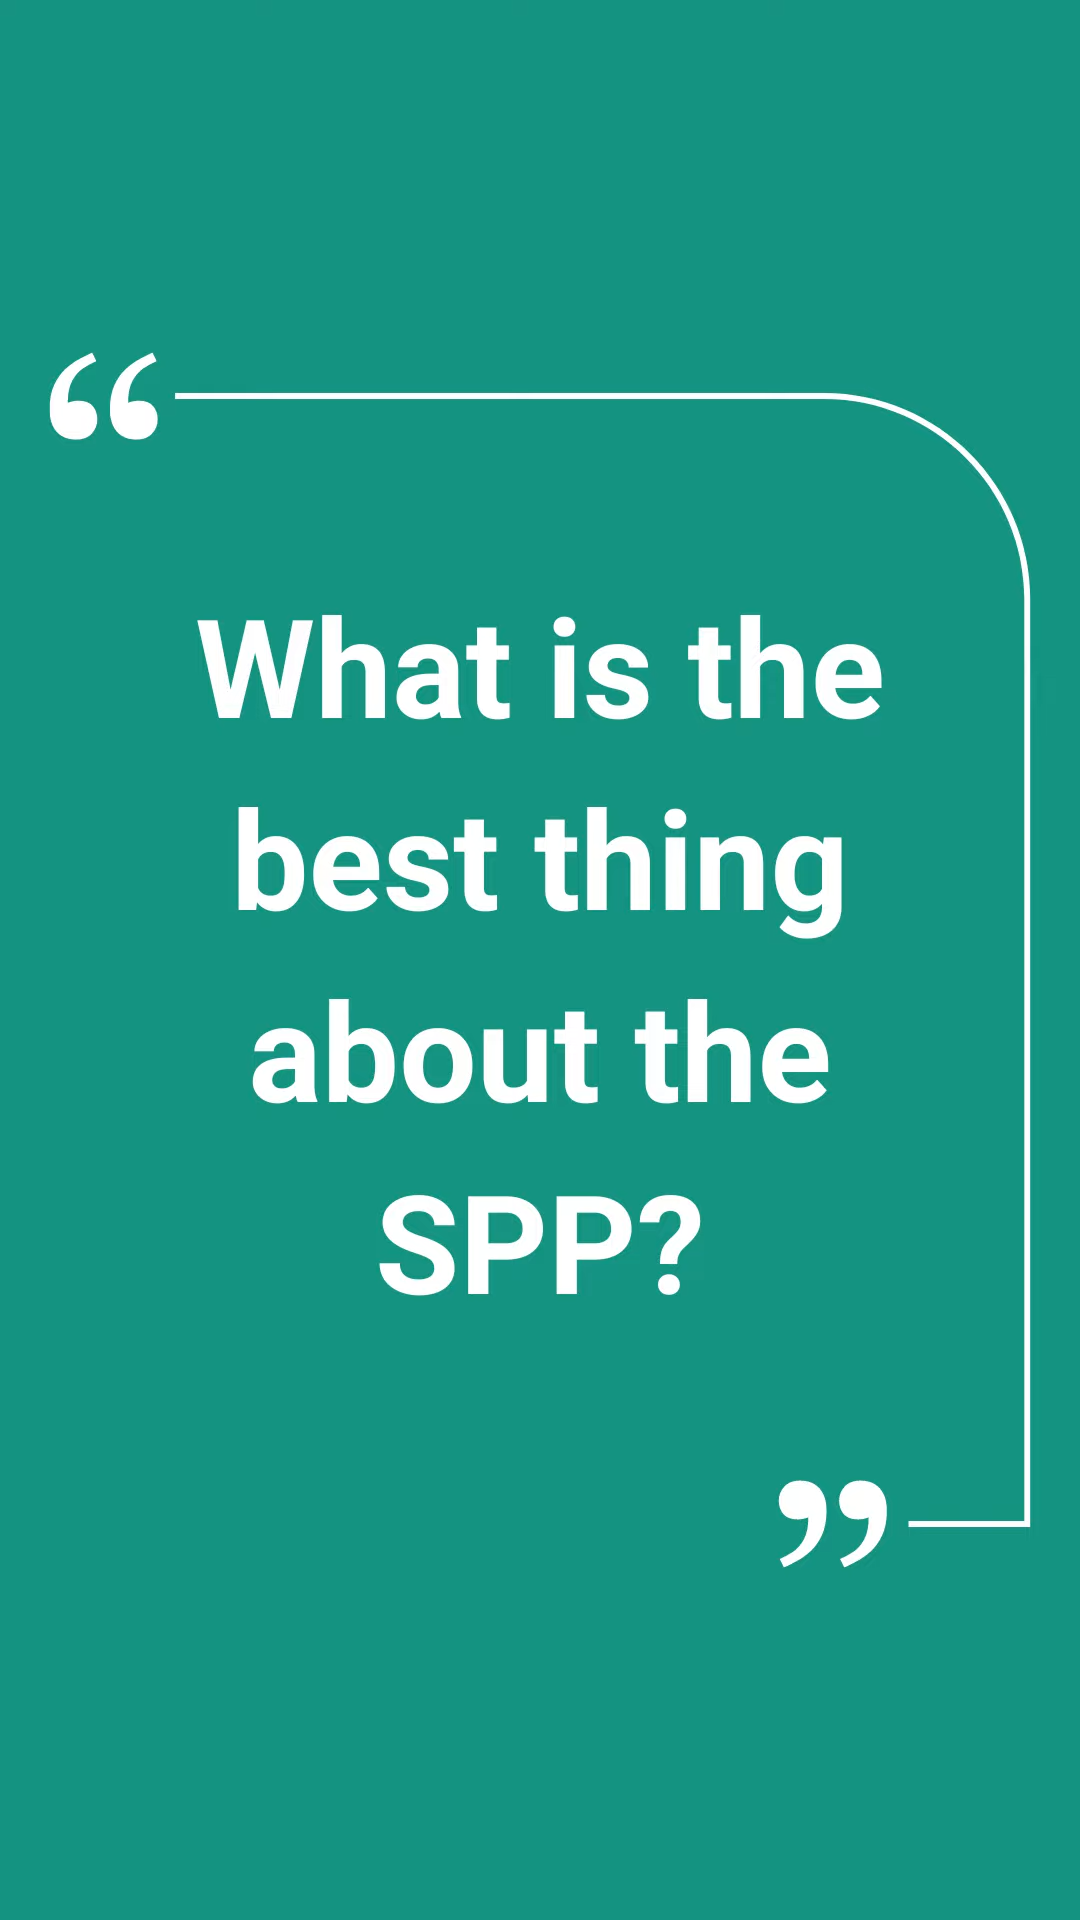 “
What is the
best thing
about the
SPP?
”